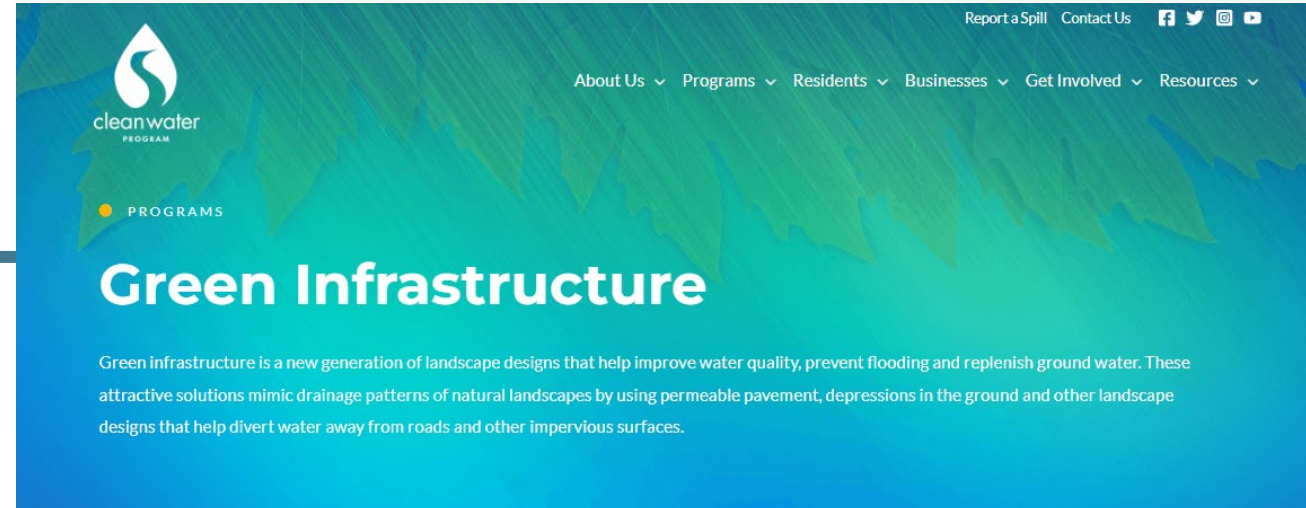 Report a Spill Contact Us
About Us Programs Residents Businesses Get Involved Resources
clean water
PROGRAM
PROGRAMS
Green Infrastructure
Green infrastructure is a new generation of landscape designs that help improve water quality, prevent flooding and replenish ground water. These
attractive solutions mimic drainage patterns of natural landscapes by using permeable pavement, depressions in the ground and other landscape
designs that help divert water away from roads and other impervious surfaces.